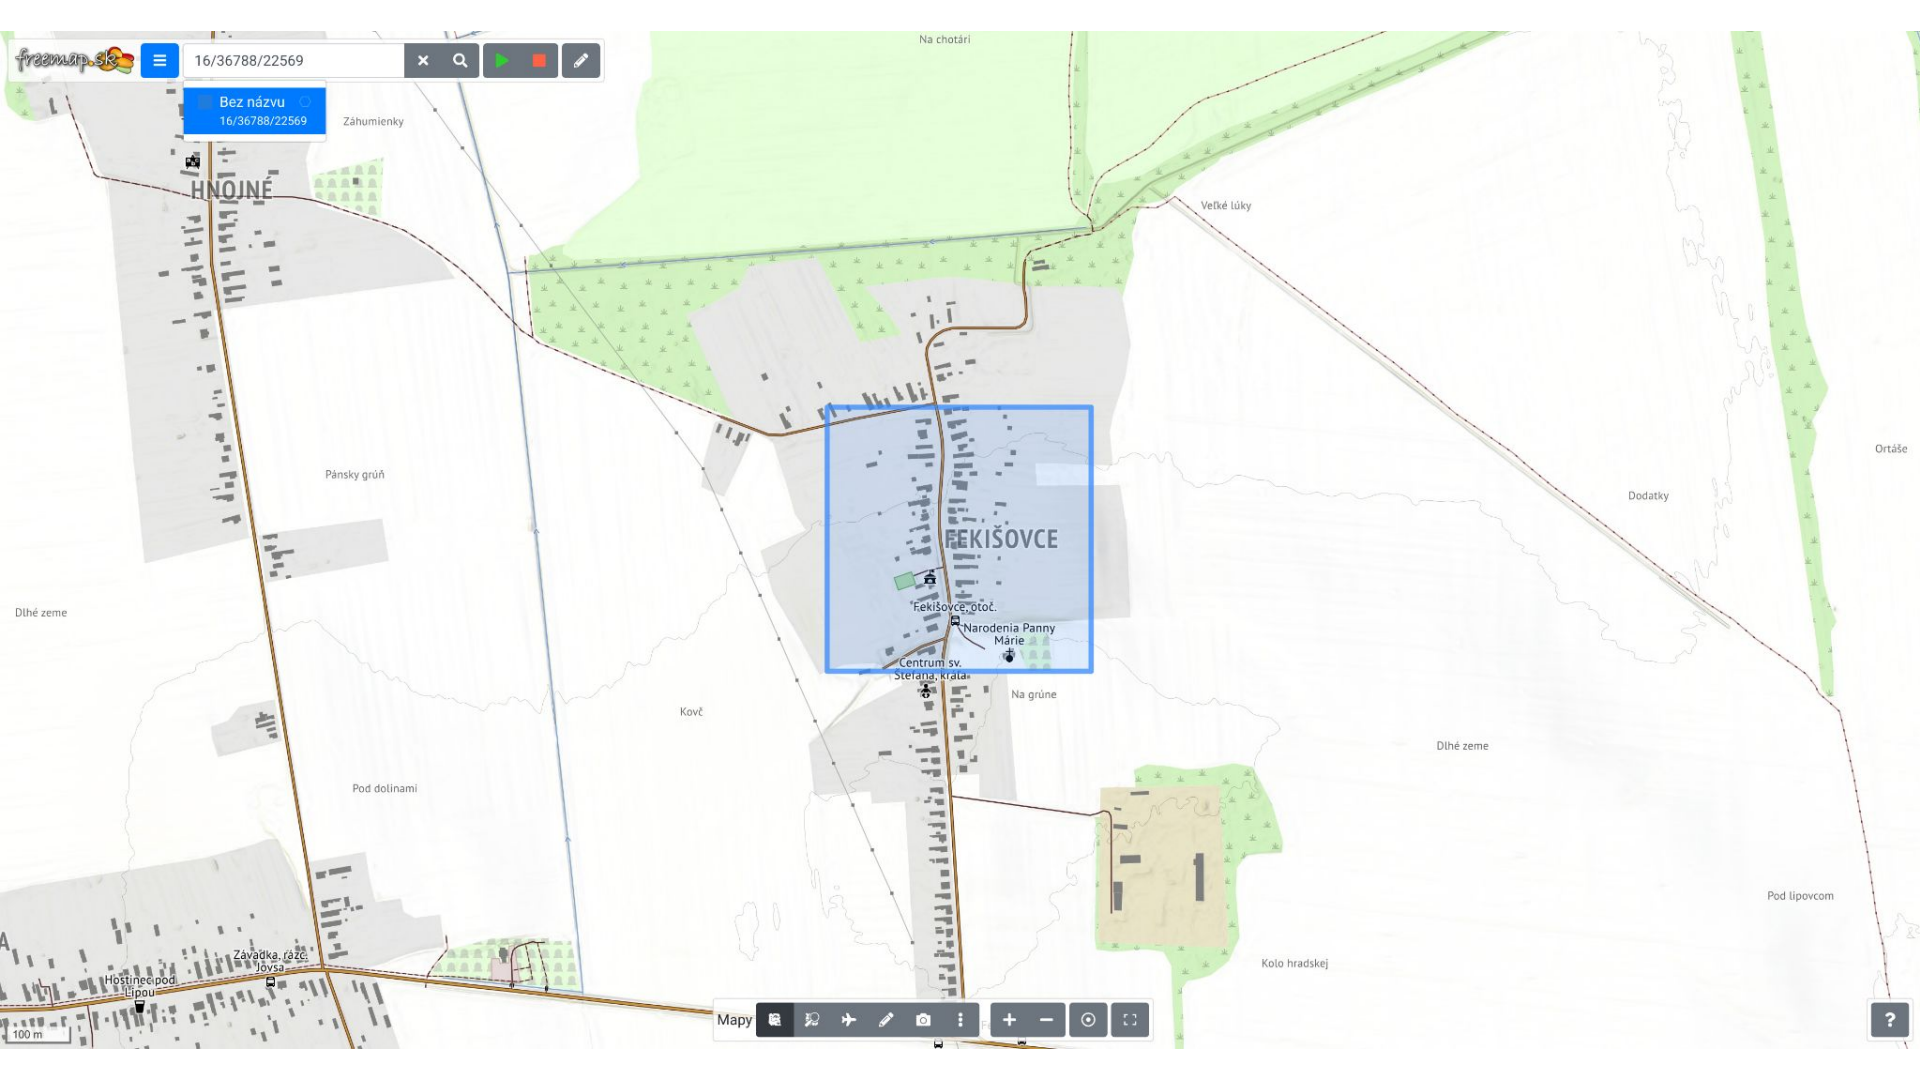 Na chotári
freemap.sk
16/36788/22569
Bez názvu
16/36788/22569
Záhumienky
HNOJNÉ
Veľké lúky
Ortáše
Pánsky grúň
Dodatky
FEKIŠOVCE
Dlhé zeme
Fekišovce, otoč.
Narodenia Panny
Márie
Centrum sv.
Štefana, kráľa
Na grúne
Kovč
Dlhé zeme
Pod dolinami
Pod lipovcom
A
Závadka, rázc.
Jovsa
Kolo hradskej
Hostinec pod
Lipou
100 m
Mapy
?